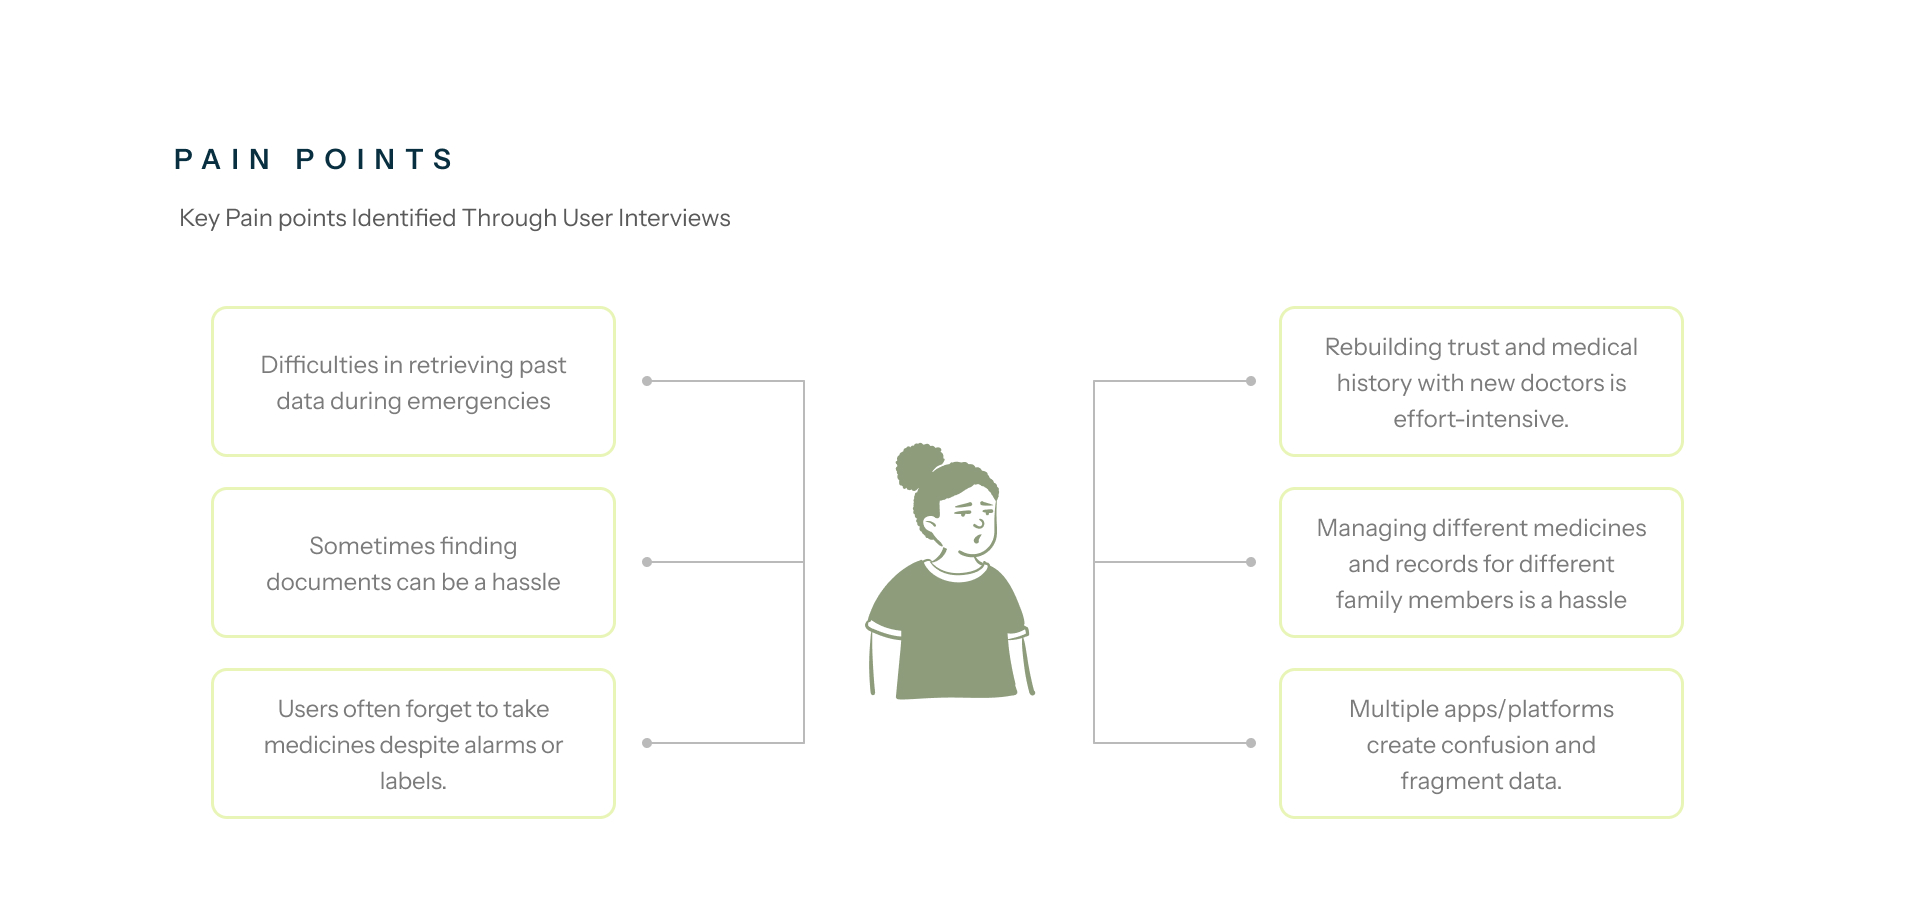 PAIN POINTS
Key Pain points Identified Through User Interviews
Difficulties in retrieving past
data during emergencies
Sometimes finding
documents can be a hassle
Users often forget to take
medicines despite alarms or
labels.
Rebuilding trust and medical
history with new doctors is
effort-intensive.
Managing different medicines
and records for different
family members is a hassle
Multiple apps/platforms
create confusion and
fragment data.